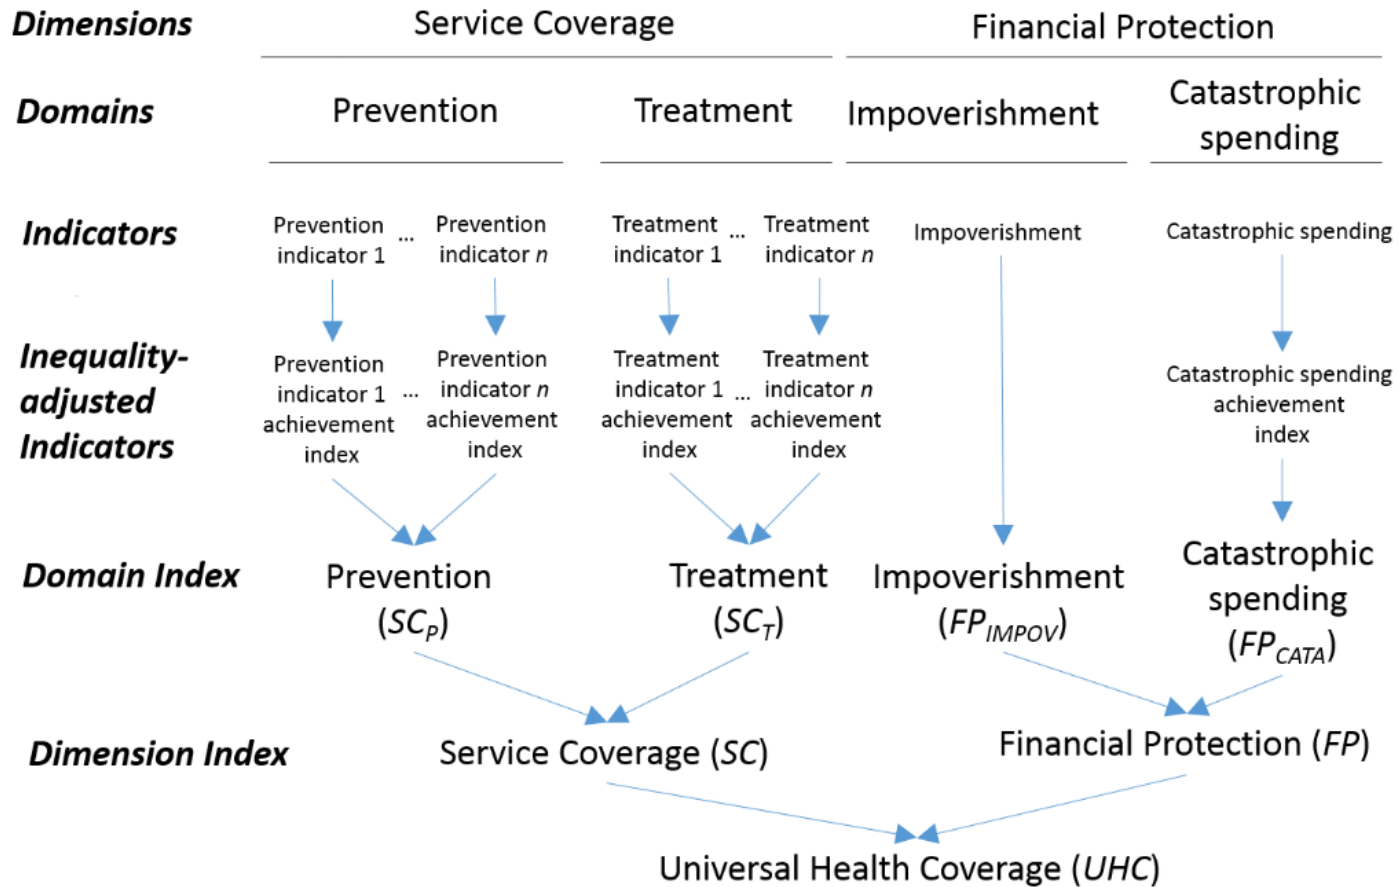 Dimensions
Service Coverage
Financial Protection
Domains
Prevention
Treatment
Impoverishment
Catastrophic
spending
Indicators
Prevention
indicator 1
...
Prevention
indicator n
Treatment
indicator 1
...
Treatment
indicator n
Impoverishment
Catastrophic spending
Inequality-
adjusted
Indicators
Prevention
indicator 1
achievement
index
...
Prevention
indicator n
achievement
index
Treatment
indicator 1
achievement
index
...
Treatment
indicator n
achievement
index
Catastrophic spending
achievement
index
Domain Index
Prevention
(SCP)
Treatment
(SCT)
Impoverishment
(FPIMPOV)
Catastrophic
spending
(FPCATA)
Dimension Index
Service Coverage (SC)
Financial Protection (FP)
Universal Health Coverage (UHC)